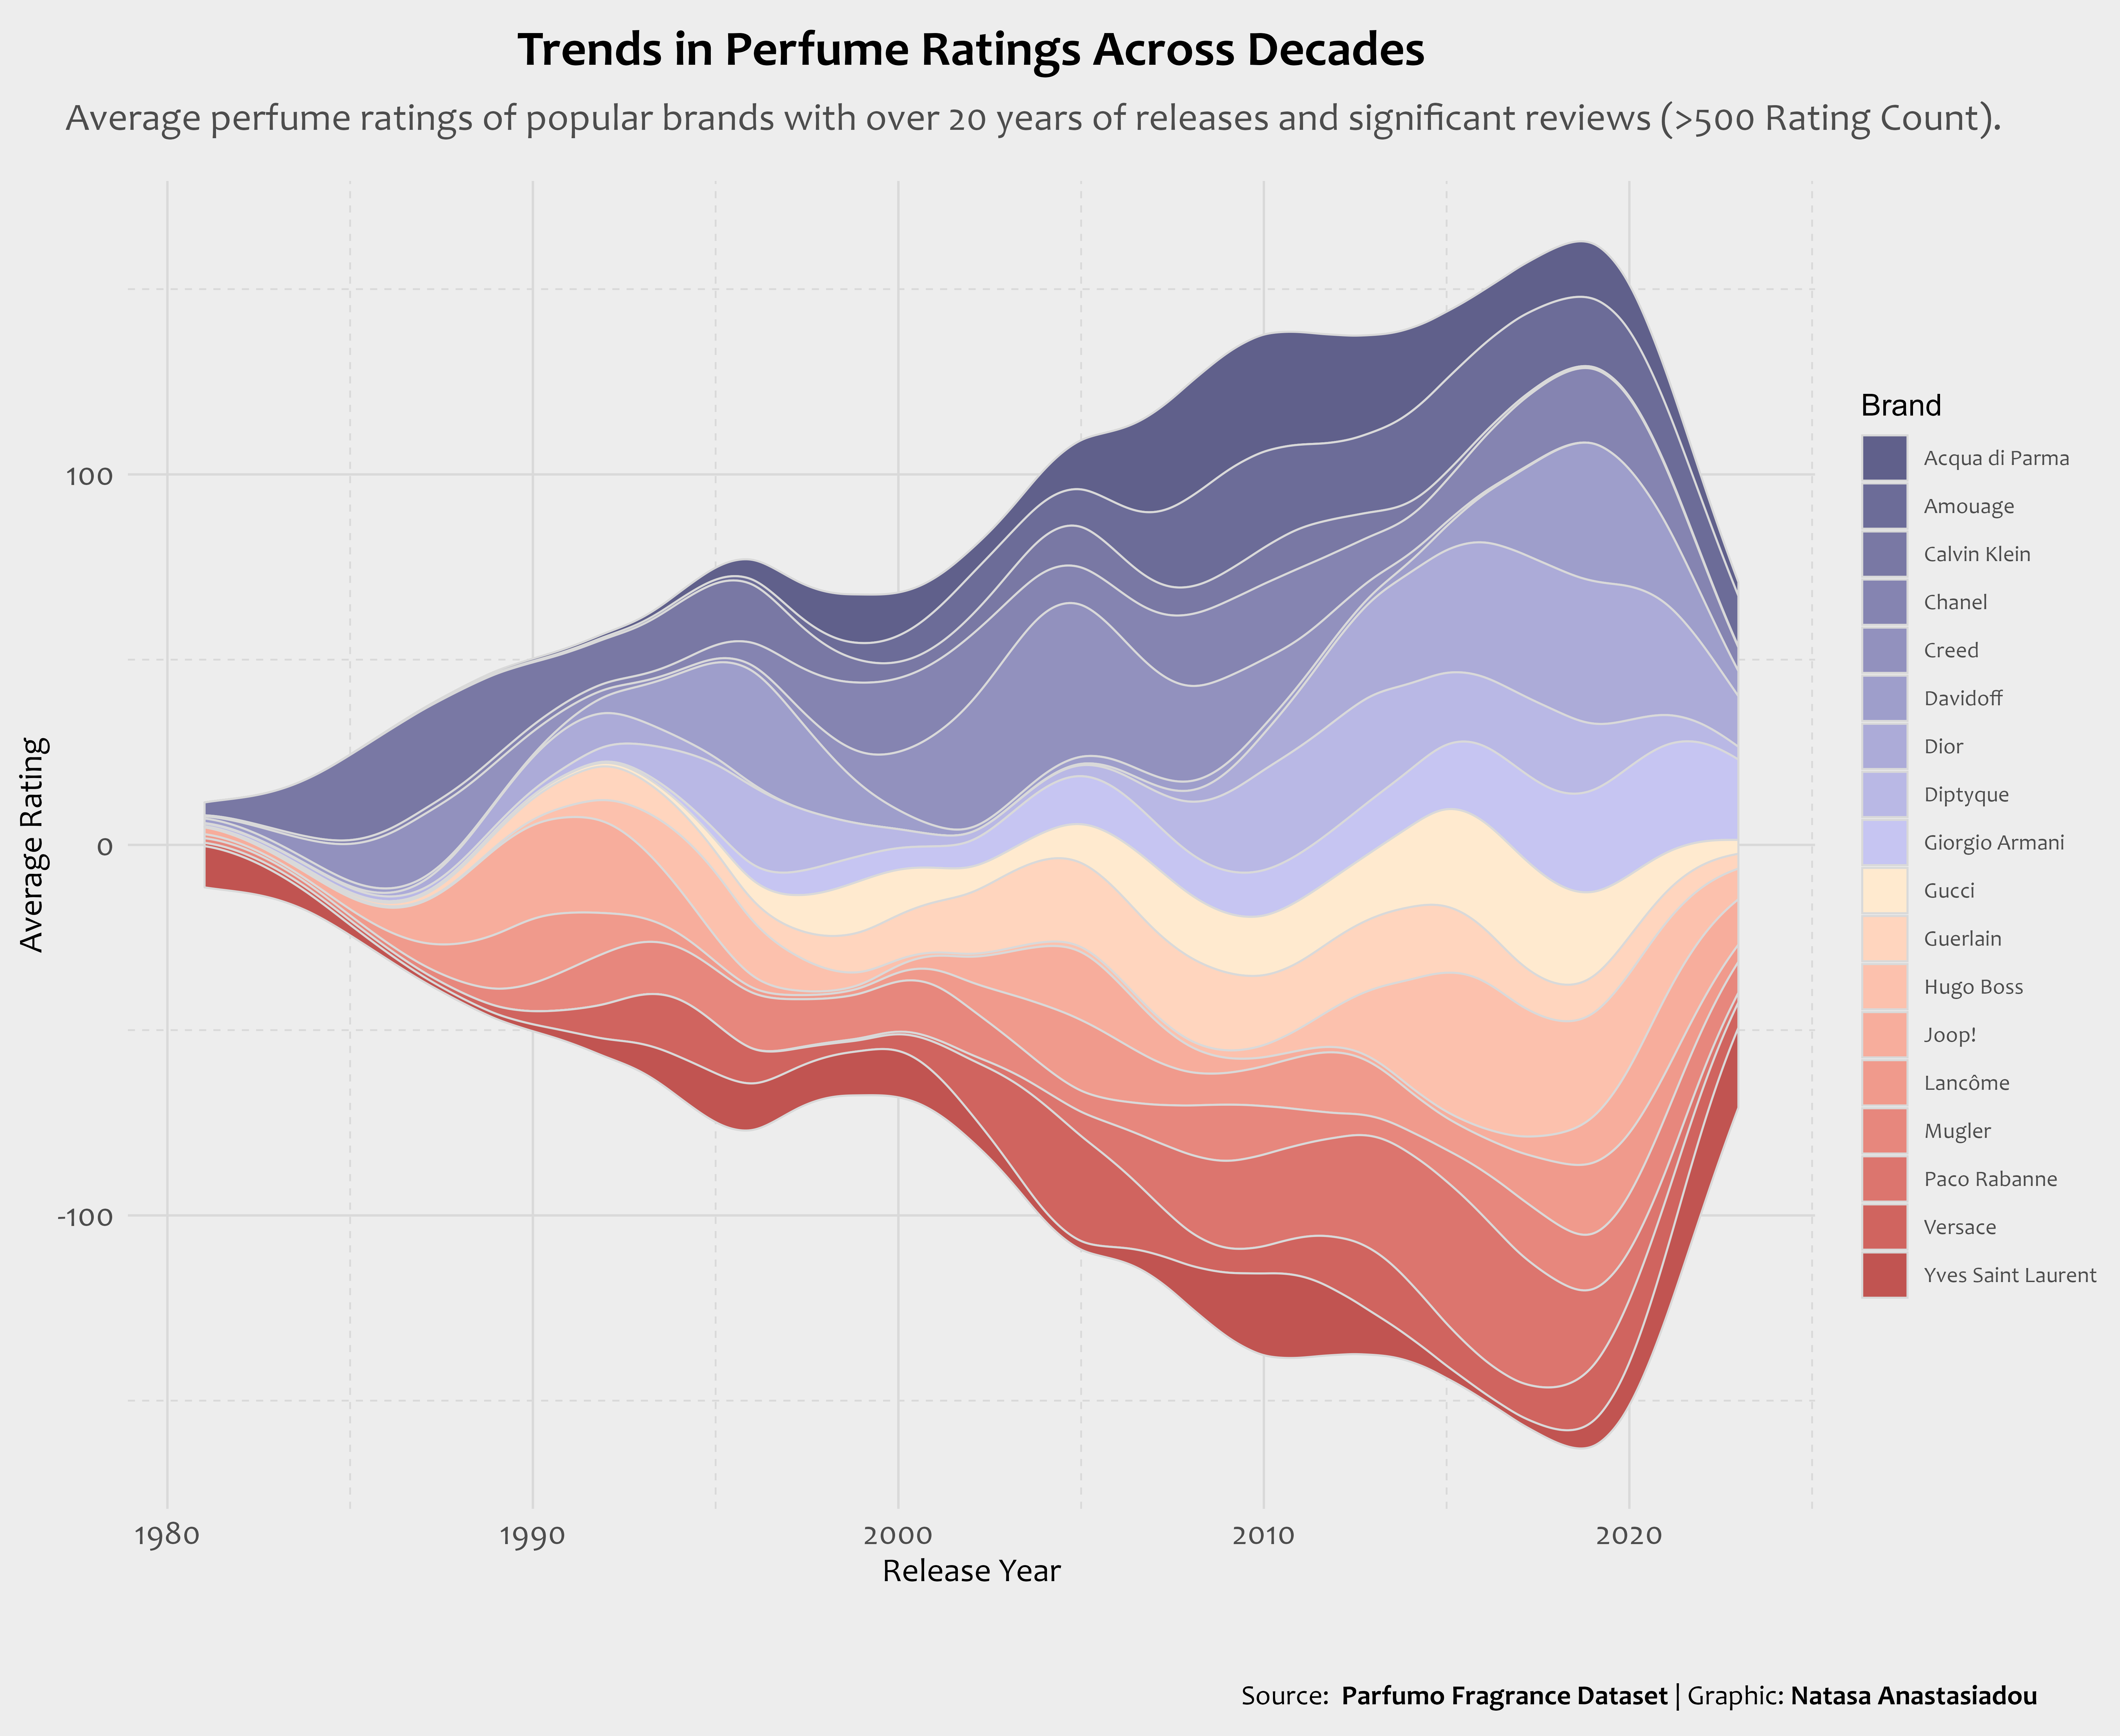 Trends in Perfume Ratings Across Decades
Average perfume ratings of popular brands with over 20 years of releases and significant reviews (>500 Rating Count).
Average Rating
100
0
-100
1980
1990
2000
2010
2020
Release Year
Brand
Acqua di Parma
Amouage
Calvin Klein
Chanel
Creed
Davidoff
Dior
Diptyque
Giorgio Armani
Gucci
Guerlain
Hugo Boss
Joop!
Lancôme
Mugler
Paco Rabanne
Versace
Yves Saint Laurent
Source: Parfumo Fragrance Dataset | Graphic: Natasa Anastasiadou